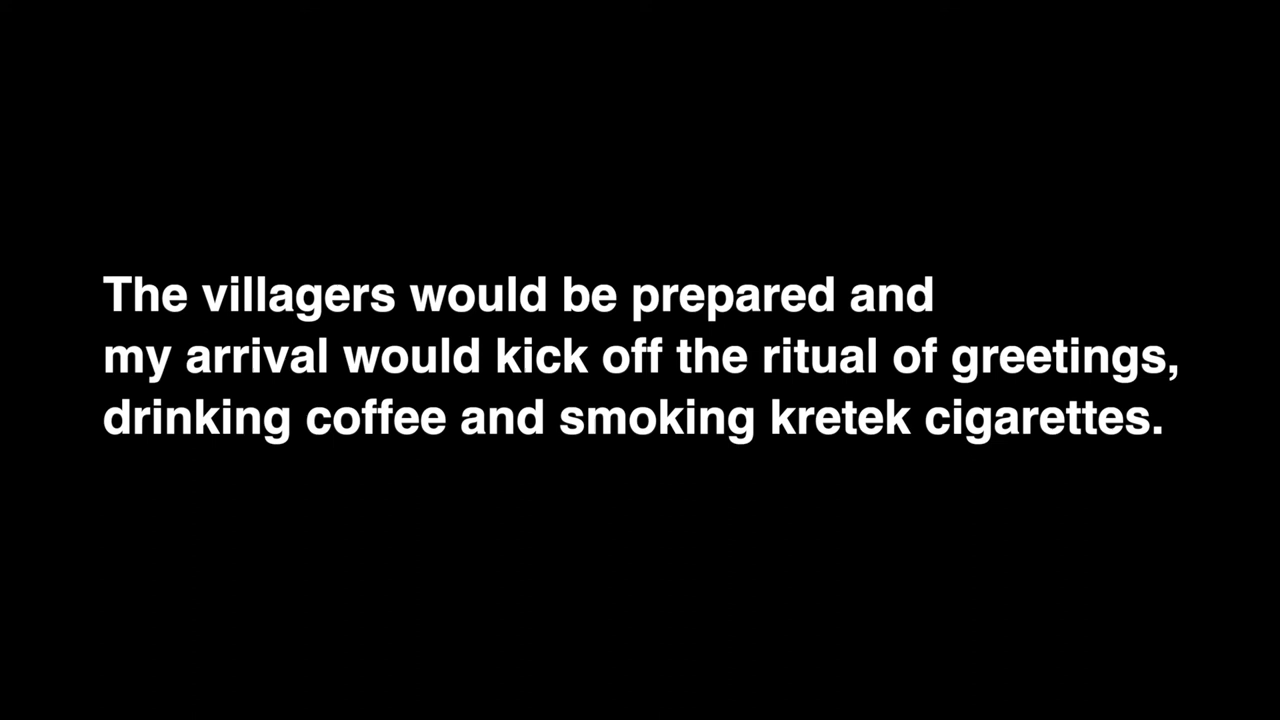 The villagers would be prepared and
my arrival would kick off the ritual of greetings,
drinking coffee and smoking kretek cigarettes.